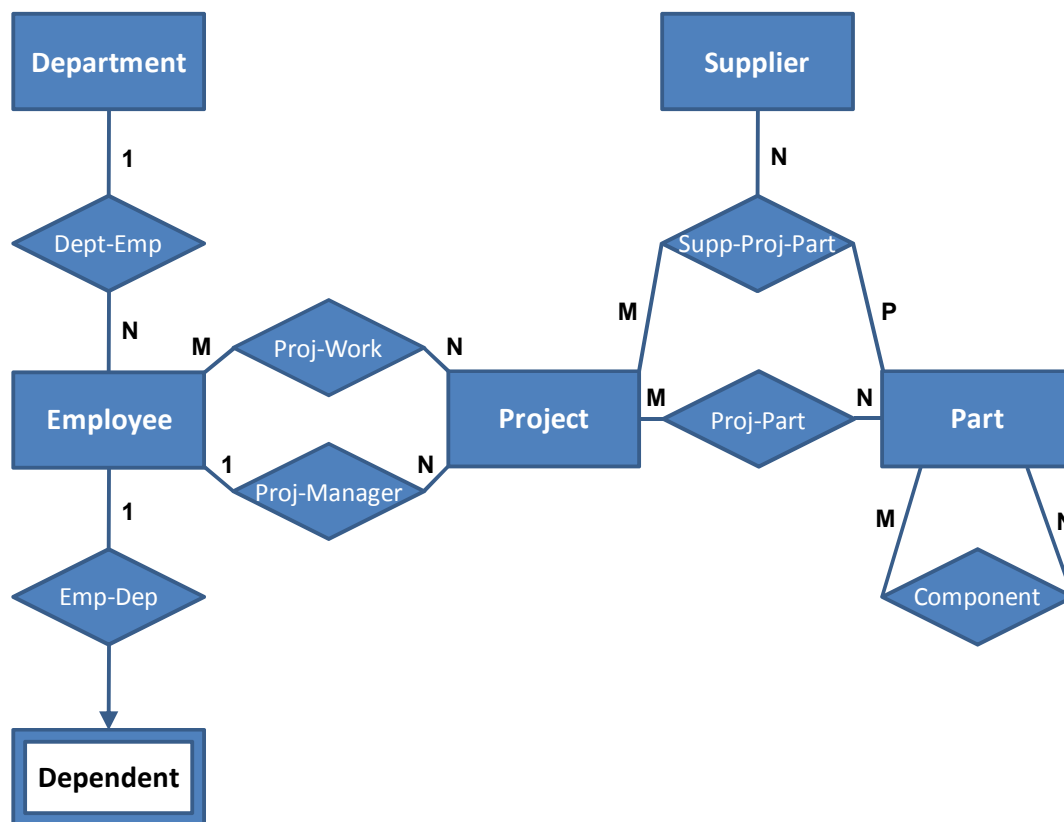 Department
Supplier
1
N
Dept-Emp
Supp-Proj-Part
N
M
Proj-Work
N
M
P
Employee
Project
M
Proj-Part
N
Part
1
Proj-Manager
N
1
M
N
Emp-Dep
Component
Dependent